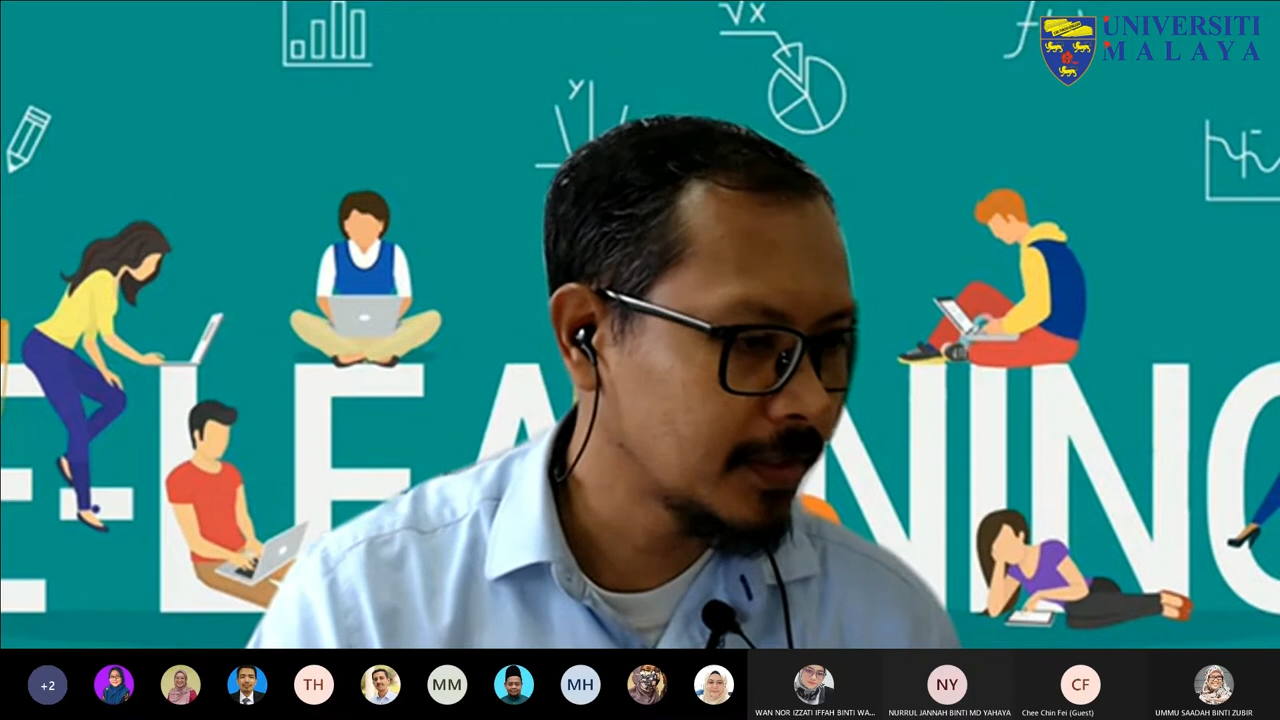 √x
f(
UNIVERSITI
MALAYA
y
E-LEARNING
+2
TH
MM
MH
NY
CF
WAN NOR IZZATI IFFAH BINTI WA...
NURRUL JANNAH BINTI MD YAHAYA
Chee Chin Fei (Guest)
UMMU SAADAH BINTI ZUBIR